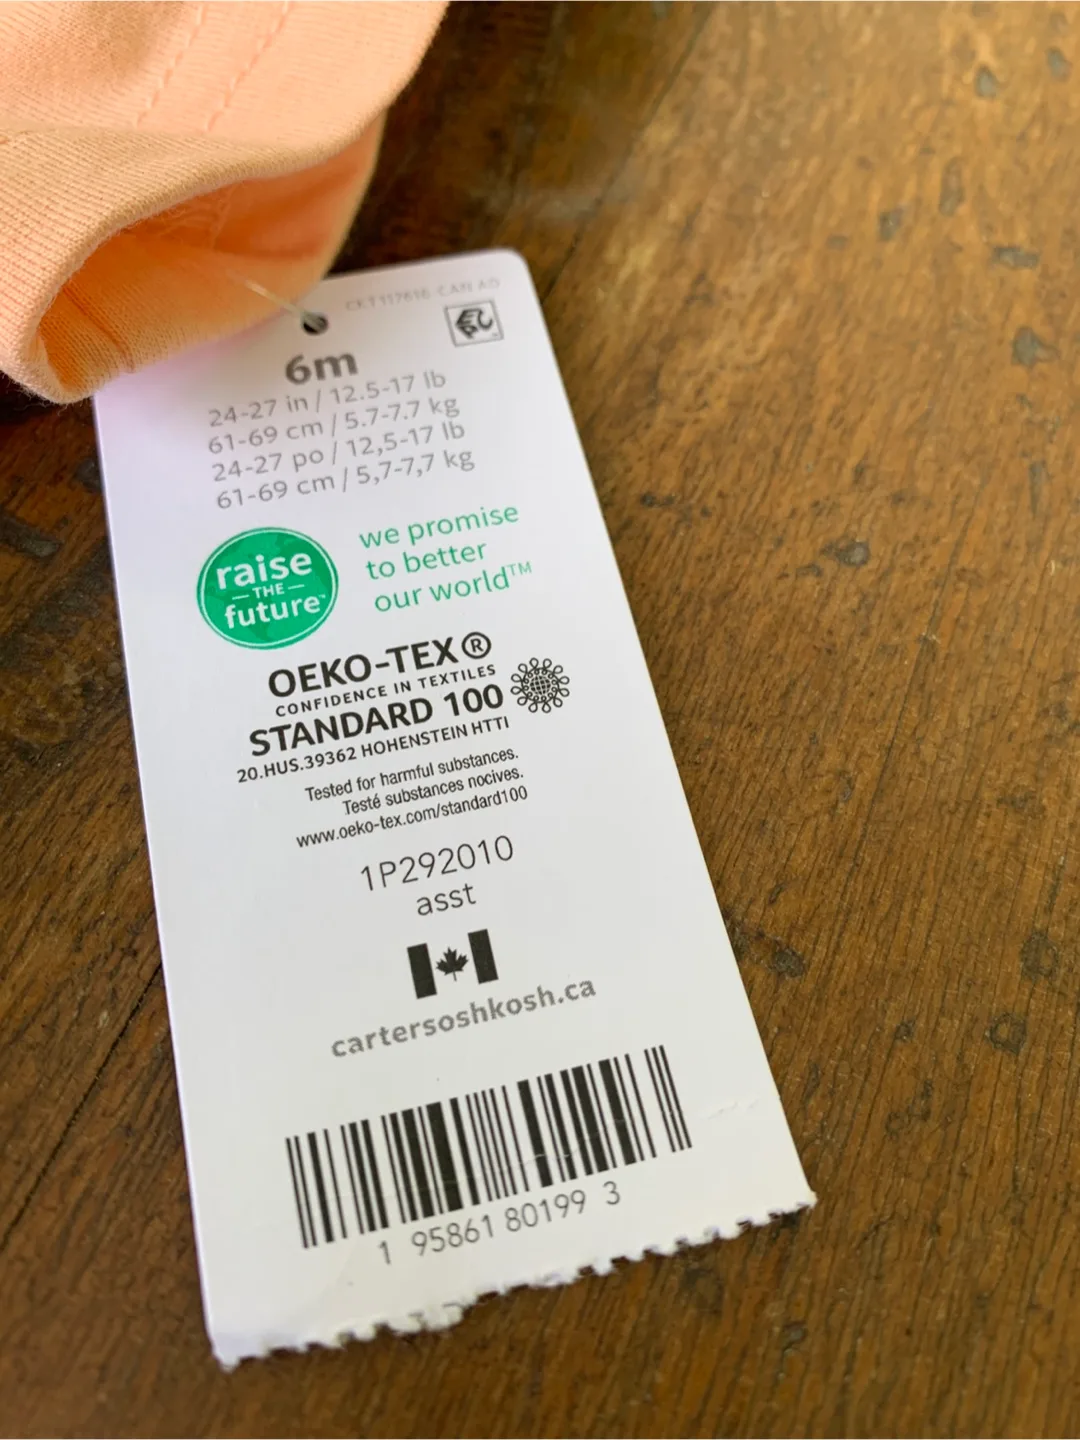 6m
24-27 in / 12.5-17 lb
61-69 cm / 5.7-7.7 kg
24-27 po / 12,5-17 lb
61-69 cm / 5,7-7,7 kg
raise
— THE —
future™
we promise
to better
our world™
OEKO-TEX®
CONFIDENCE IN TEXTILES
STANDARD 100
20.HUS.39362 HOHENSTEIN HTTI
Tested for harmful substances.
Testé substances nocives.
www.oeko-tex.com/standard100
1P292010
asst
cartersoshkosh.ca
1 95861 80199 3